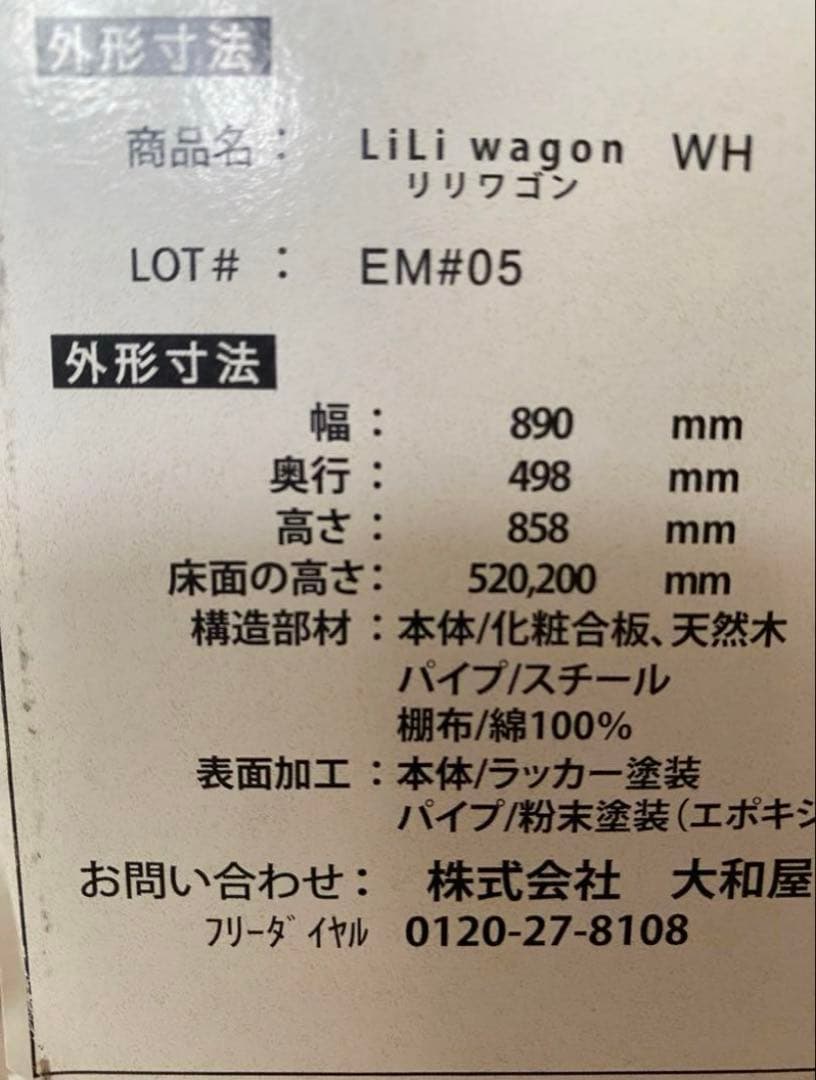 外形寸法
商品名： LiLi wagon WH
リリワゴン
LOT#： EM#05
外形寸法
幅： 890 mm
奥行： 498 mm
高さ： 858 mm
床面の高さ： 520,200 mm
構造部材：本体/化粧合板、天然木
パイプ/スチール
棚布/綿100%
表面加工：本体/ラッカー塗装
パイプ/粉末塗装（エポキシ
お問い合わせ： 株式会社 大和屋
ﾌﾘｰﾀﾞｲﾔﾙ 0120-27-8108